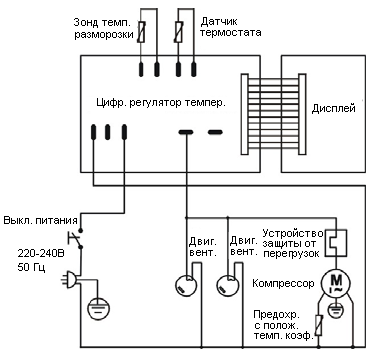 Зонд темп.
разморозки
Датчик
термостата
Цифр. регулятор темпер.
Дисплей
Выкл. питания
220-240В
50 Гц
Двиг.
вент.
Двиг.
вент.
Устройство
защиты от
перегрузок
Компрессор
M
1~
Предохр.
с полож.
темп. коэф.